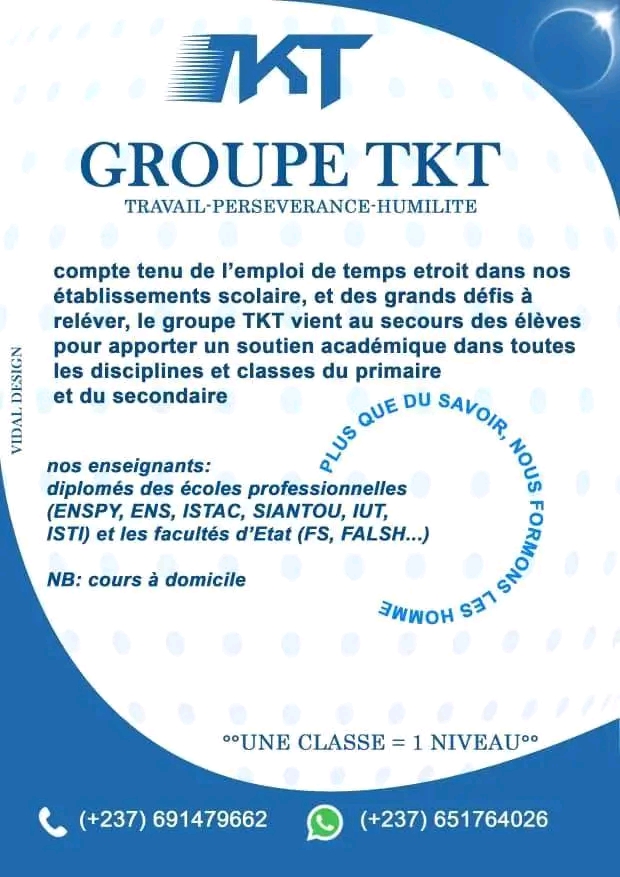 TKT
GROUPE TKT
TRAVAIL-PERSEVERANCE-HUMILITE
compte tenu de l'emploi de temps etroit dans nos
établissements scolaire, et des grands défis à
reléver, le groupe TKT vient au secours des élèves
pour apporter un soutien académique dans toutes
les disciplines et classes du primaire
et du secondaire
VIDAL DESIGN
PLUS QUE DU SAVOIR, NOUS FORMONS LES HOMME
nos enseignants:
diplomés des écoles professionnelles
(ENSPY, ENS, ISTAC, SIANTOU, IUT,
ISTI) et les facultés d'Etat (FS, FALSH...)
NB: cours à domicile
°°UNE CLASSE = 1 NIVEAU°°
(+237) 691479662
(+237) 651764026